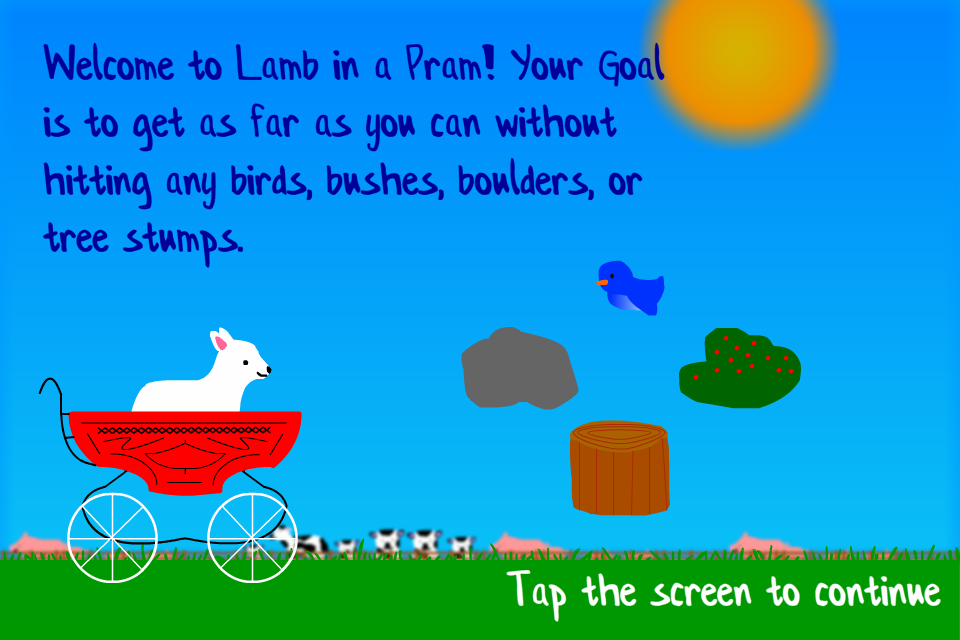 Welcome to Lamb in a Pram! Your Goal
is to get as far as you can without
hitting any birds, bushes, boulders, or
tree stumps.
Tap the screen to continue